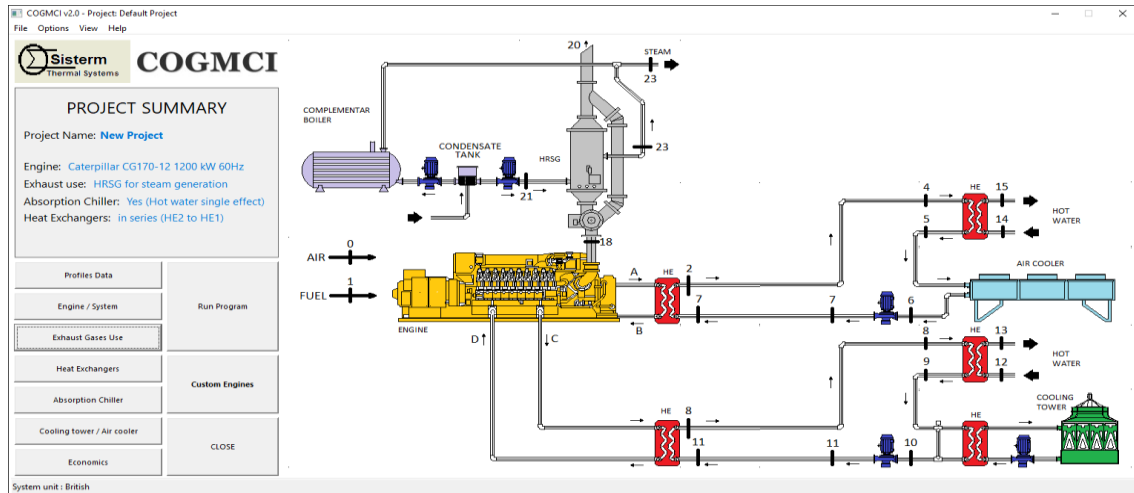 COGMCI v2.0 - Project: Default Project
File Options View Help
Sisterm
Thermal Systems
COGMCI
PROJECT SUMMARY
Project Name: New Project
Engine: Caterpillar CG170-12 1200 kW 60Hz
Exhaust use: HRSG for steam generation
Absorption Chiller: Yes (Hot water single effect)
Heat Exchangers: in series (HE2 to HE1)
Profiles Data
Engine / System
Run Program
Exhaust Gases Use
Heat Exchangers
Absorption Chiller
Custom Engines
Cooling tower / Air cooler
Economics
CLOSE
System unit : British
20
STEAM
23
COMPLEMENTAR
BOILER
CONDENSATE
TANK
HRSG
23
21
D
18
AIR
0
FUEL
1
ENGINE
A
HE
2
B
7
7
6
4
HE
15
5
14
HOT
WATER
AIR COOLER
D
C
8
HE
13
9
12
HOT
WATER
HE
8
11
11
10
HE
COOLING
TOWER